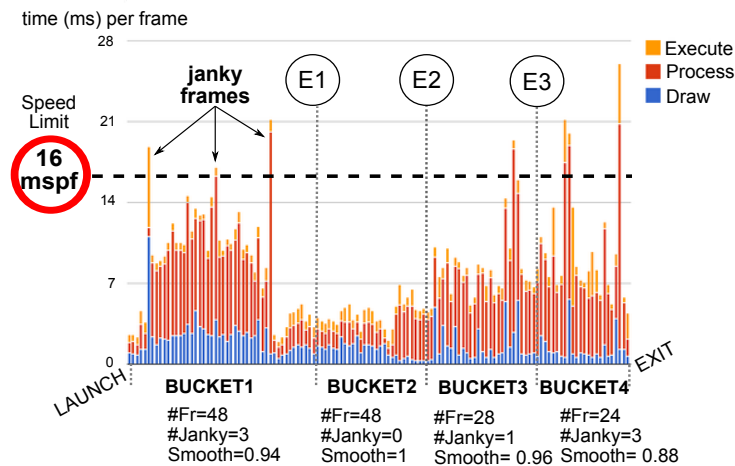 time (ms) per frame
28
21
14
7
0
Speed
Limit
16
mspf
janky
frames
E1
E2
E3
Execute
Process
Draw
LAUNCH
EXIT
BUCKET1
#Fr=48
#Janky=3
Smooth=0.94
BUCKET2
#Fr=48
#Janky=0
Smooth=1
BUCKET3
#Fr=28
#Janky=1
Smooth= 0.96
BUCKET4
#Fr=24
#Janky=3
Smooth= 0.88